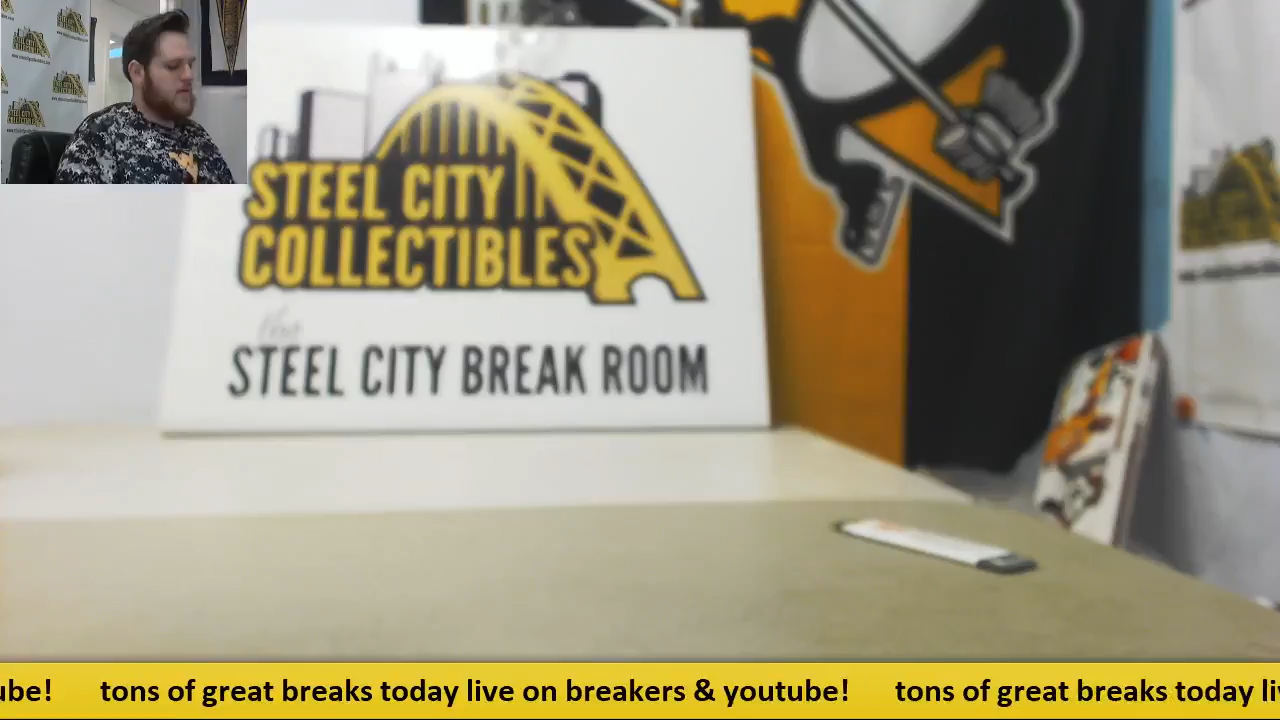 STEEL CITY
COLLECTIBLES
the
STEEL CITY BREAK ROOM
ube! tons of great breaks today live on breakers & youtube! tons of great breaks today liv